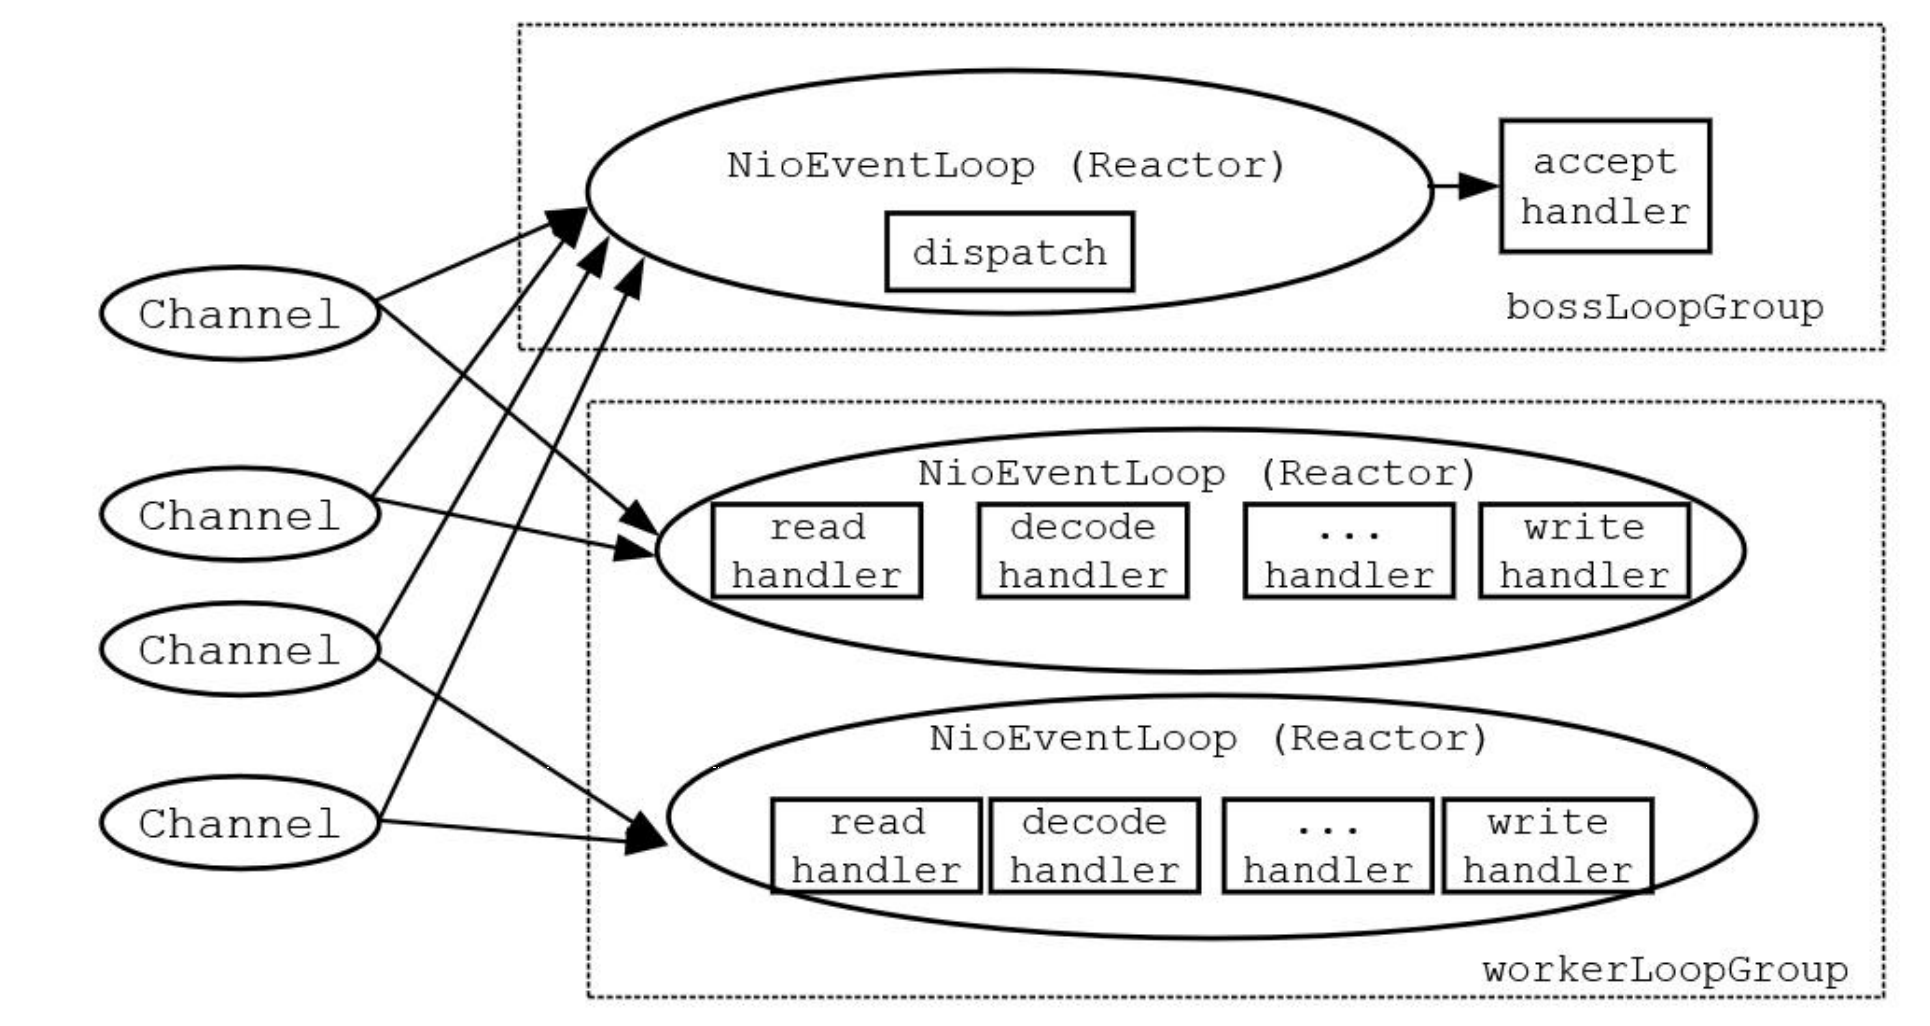 NioEventLoop (Reactor)
dispatch
accept
handler
bossLoopGroup
Channel
Channel
Channel
Channel
NioEventLoop (Reactor)
read
handler
decode
handler
...
handler
write
handler
NioEventLoop (Reactor)
read
handler
decode
handler
...
handler
write
handler
workerLoopGroup